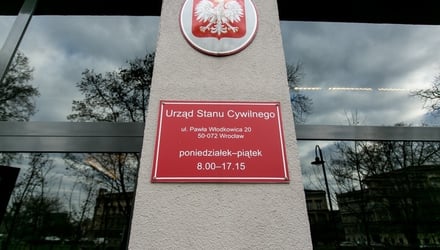 Urząd Stanu Cywilnego
ul. Pawła Włodkowica 20
50-072 Wrocław
poniedziałek–piątek
8.00–17.15